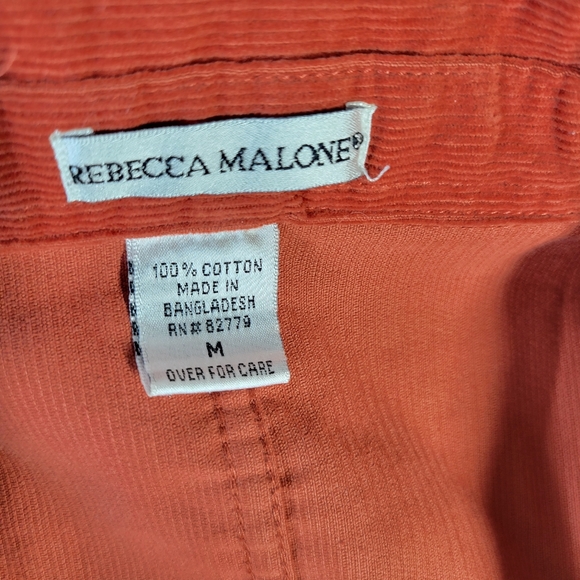 REBECCA MALONE®
100% COTTON
MADE IN
BANGLADESH
RN# 82779
M
OVER FOR CARE